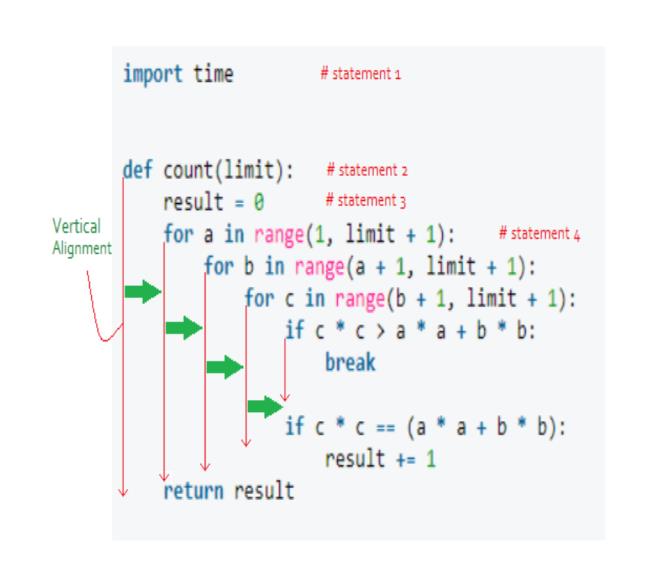 import time # statement 1
def count(limit): # statement 2
result = 0 # statement 3
Vertical
Alignment
for a in range(1, limit + 1): # statement 4
for b in range(a + 1, limit + 1):
for c in range(b + 1, limit + 1):
if c * c > a * a + b * b:
break
if c * c == (a * a + b * b):
result += 1
return result